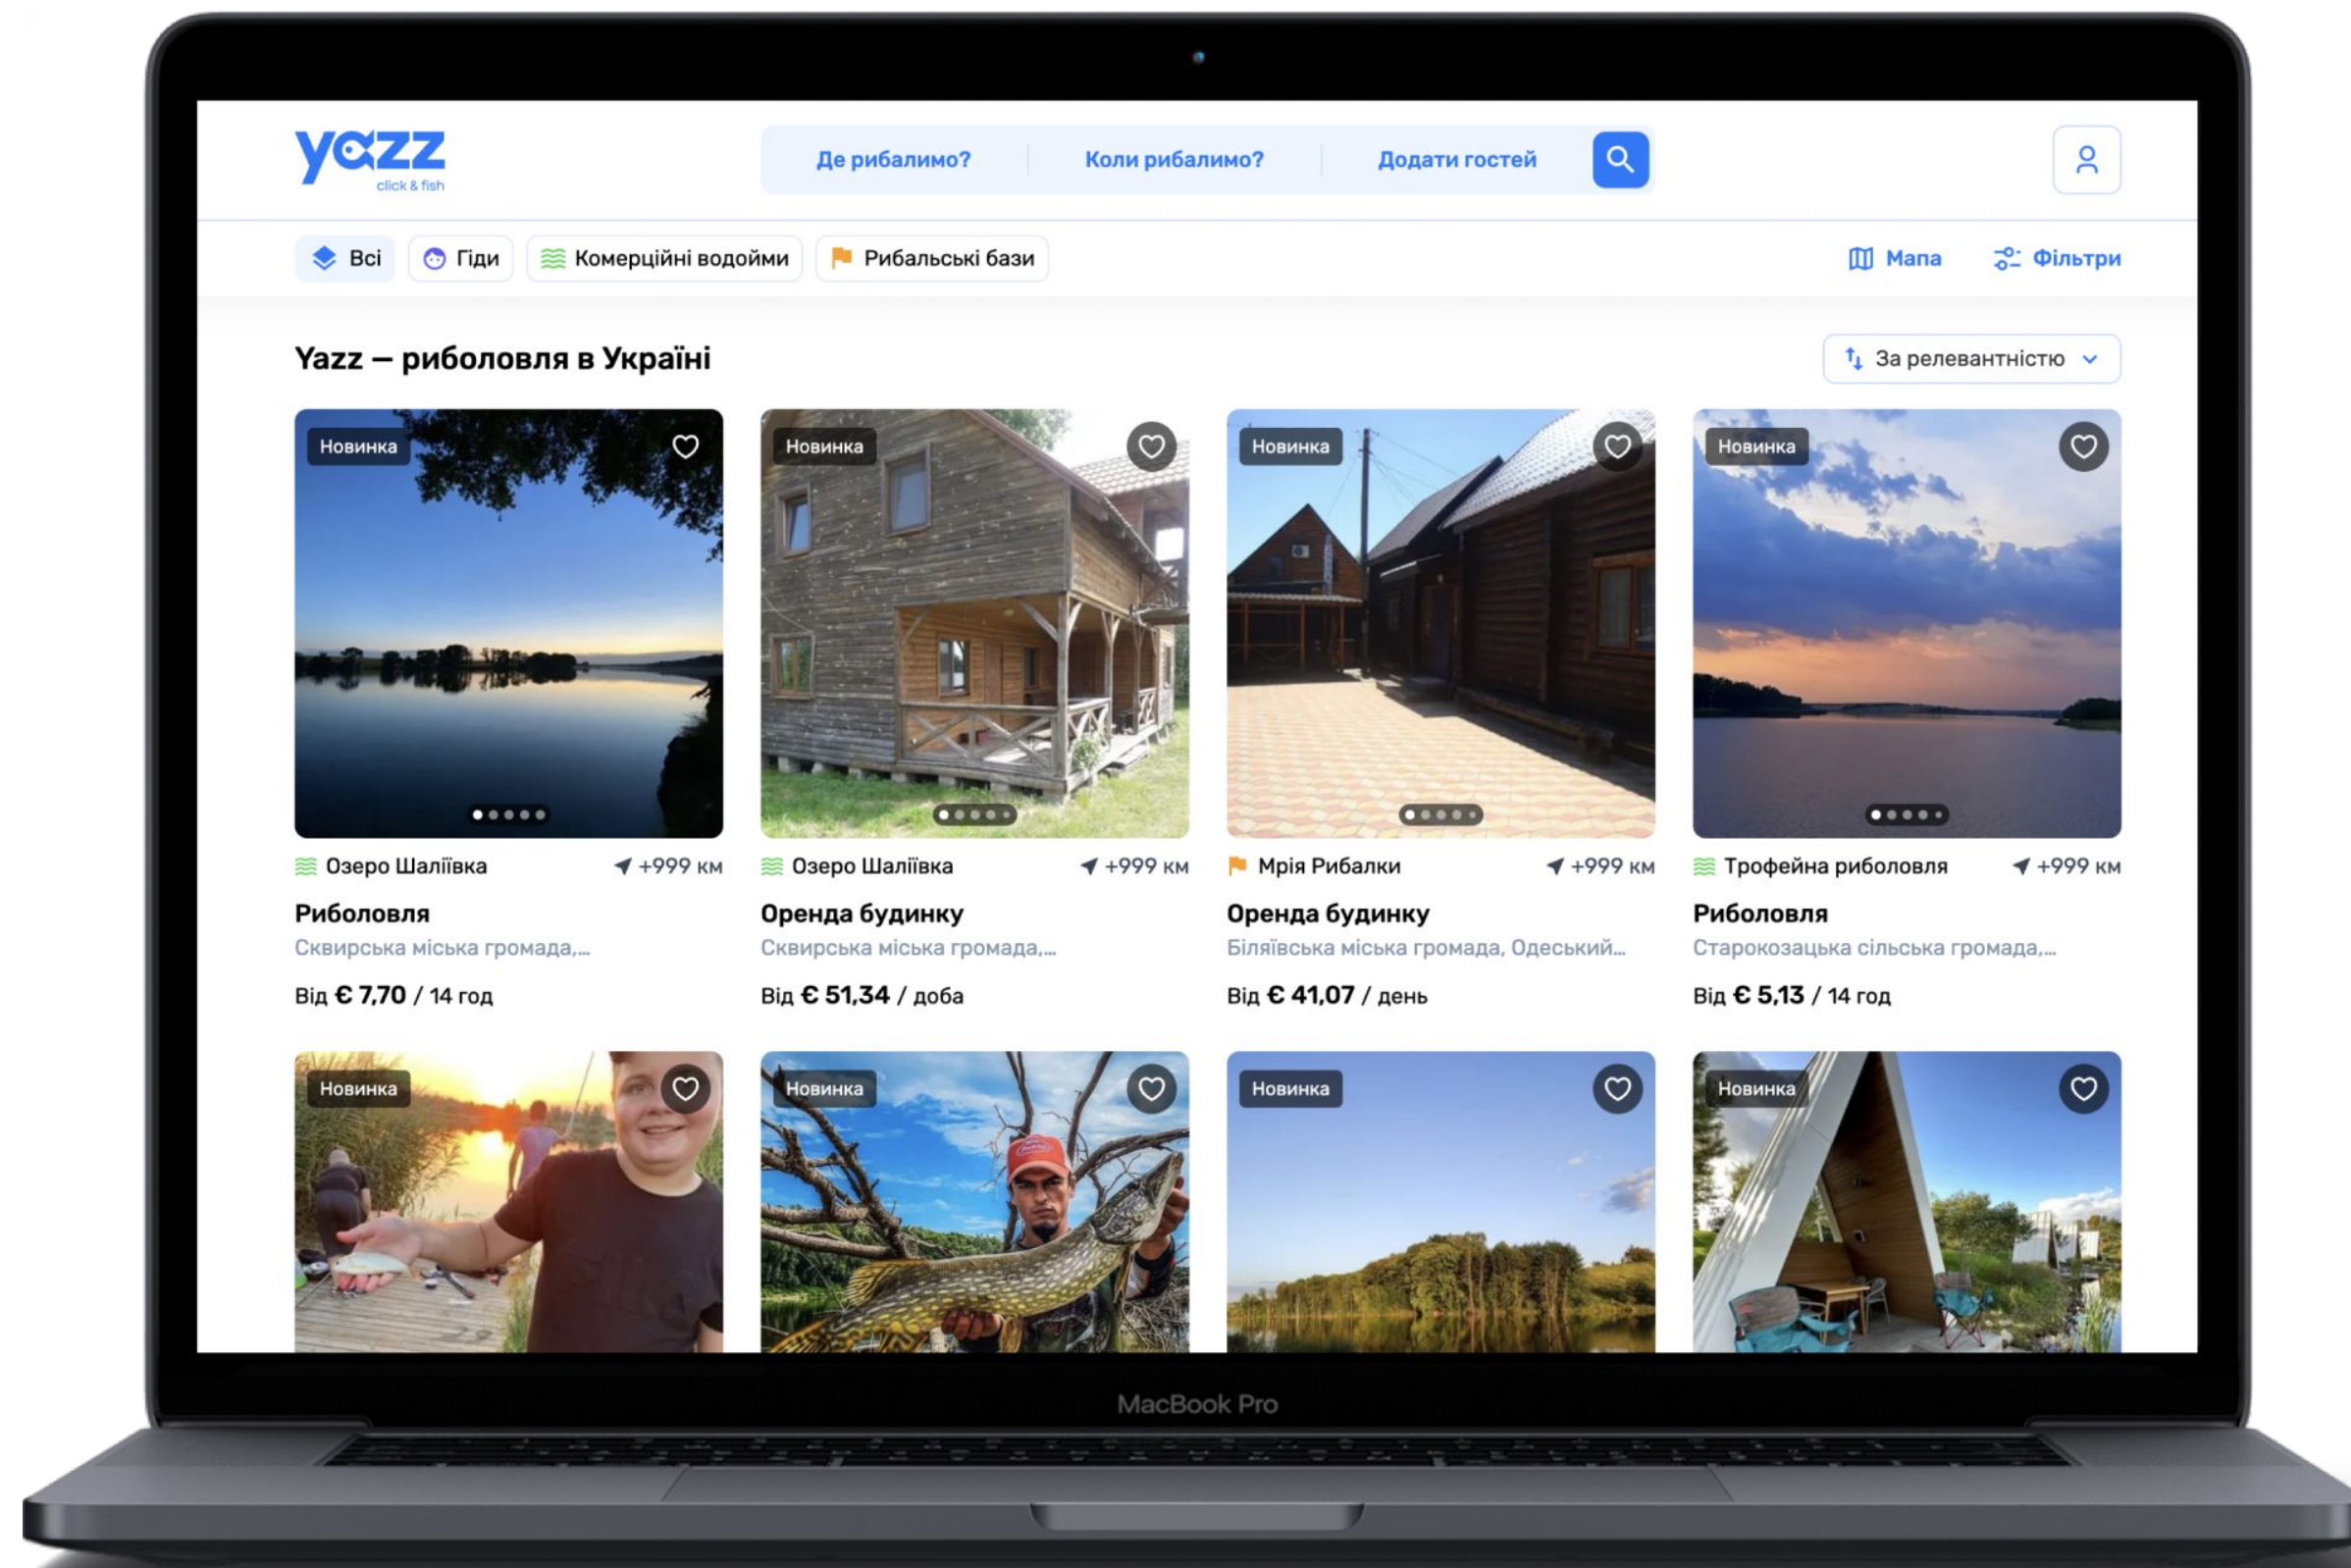 yazz
click & fish
Де рибалимо? Коли рибалимо? Додати гостей
Всі Гіди Комерційні водойми Рибальські бази Мапа Фільтри
Yazz — риболовля в Україні За релевантністю
Новинка Новинка Новинка Новинка
Озеро Шаліївка +999 км Озеро Шаліївка +999 км Мрія Рибалки +999 км Трофейна риболовля +999 км
Риболовля Оренда будинку Оренда будинку Риболовля
Сквирська міська громада,... Сквирська міська громада,... Біляївська міська громада, Одеський... Старокозацька сільська громада,...
Від € 7,70 / 14 год Від € 51,34 / доба Від € 41,07 / день Від € 5,13 / 14 год
Новинка Новинка Новинка Новинка
MacBook Pro